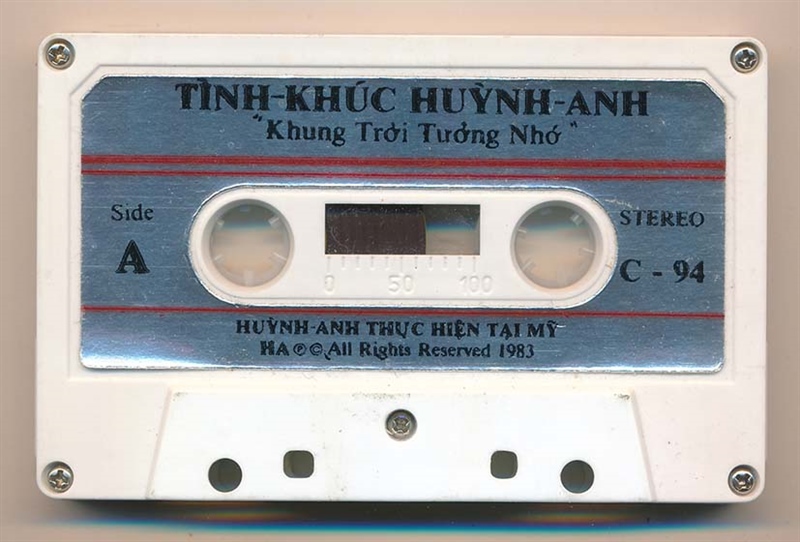 TÌNH-KHÚC HUỲNH-ANH
"Khung Trời Tưởng Nhớ"
Side
A
STEREO
C - 94
0 50 100
HUỲNH-ANH THỰC HIỆN TẠI MỸ
HA ℗ © All Rights Reserved 1983